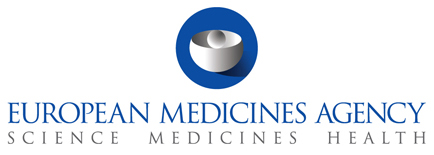 EUROPEAN MEDICINES AGENCY
SCIENCE MEDICINES HEALTH